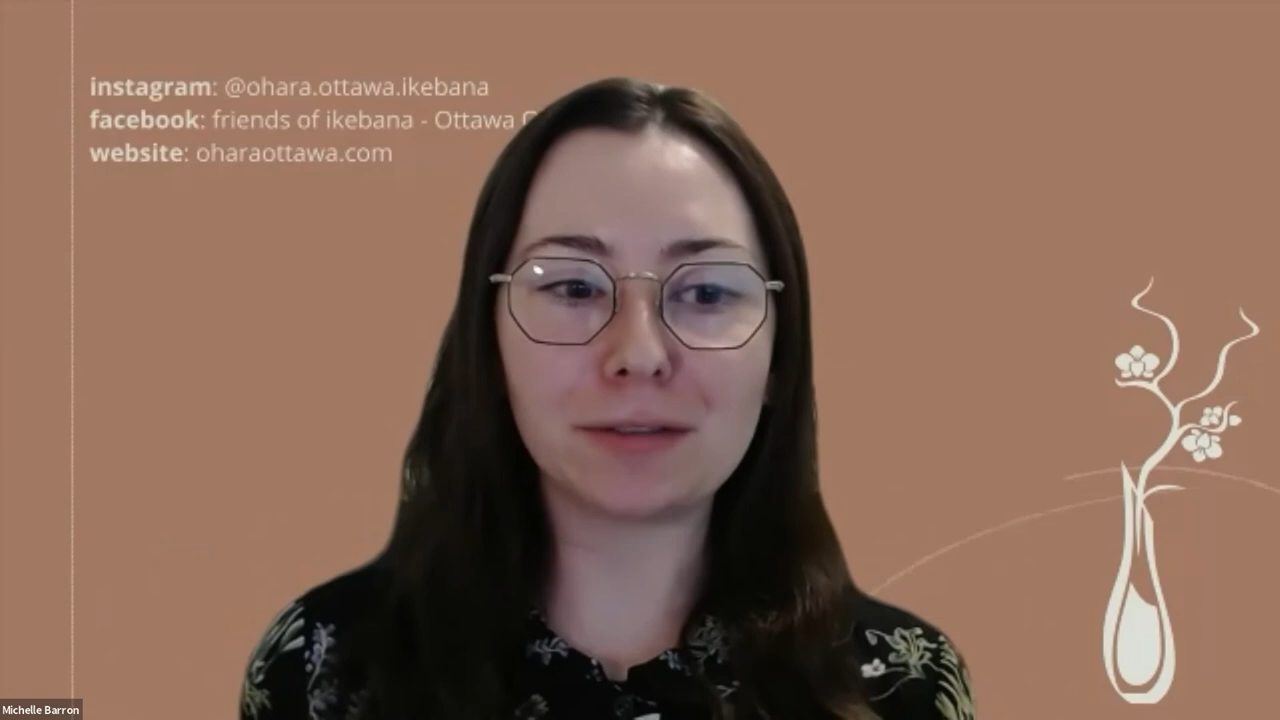 instagram: @ohara.ottawa.ikebana
facebook: friends of ikebana - Ottawa
website: oharaottawa.com
Michelle Barron